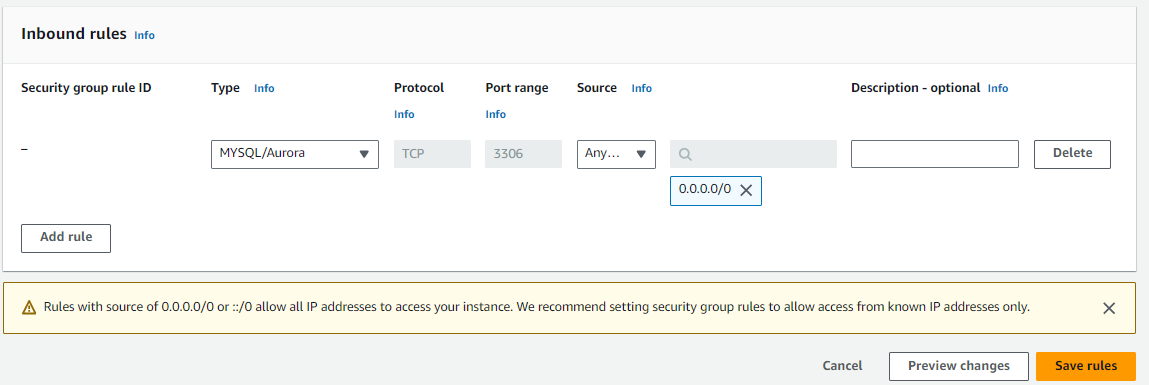 Inbound rules Info
Security group rule ID Type Info Protocol Info Port range Info Source Info Description - optional Info
– MYSQL/Aurora TCP 3306 Any... Delete
0.0.0.0/0
Add rule
Rules with source of 0.0.0.0/0 or ::/0 allow all IP addresses to access your instance. We recommend setting security group rules to allow access from known IP addresses only.
Cancel Preview changes Save rules